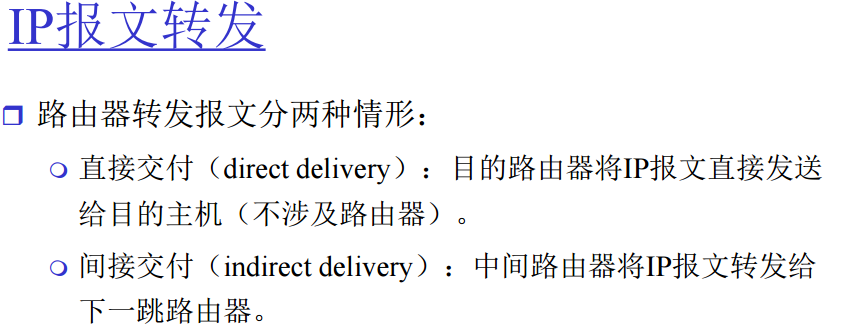 IP报文转发
路由器转发报文分两种情形：
直接交付（direct delivery）：目的路由器将IP报文直接发送
给目的主机（不涉及路由器）。
间接交付（indirect delivery）：中间路由器将IP报文转发给
下一跳路由器。